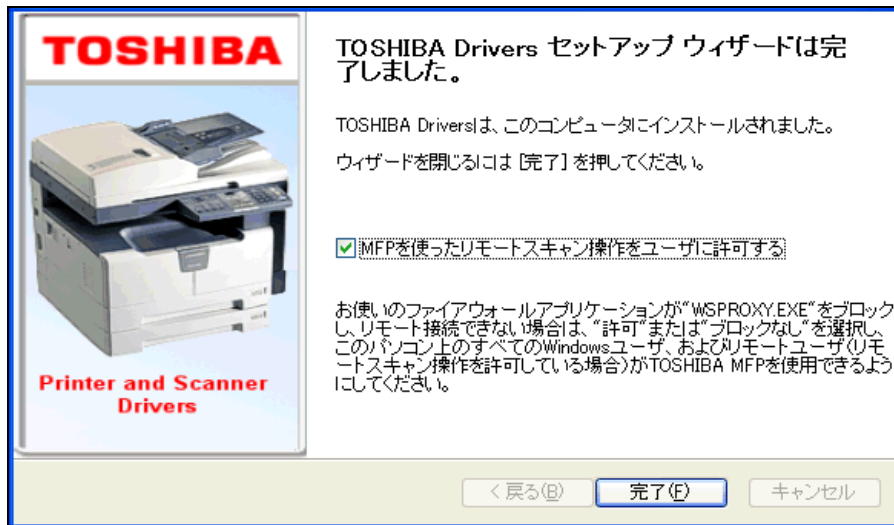 TOSHIBA
Printer and Scanner
Drivers
TOSHIBA Drivers セットアップ ウィザードは完
了しました。
TOSHIBA Driversは、このコンピュータにインストールされました。
ウィザードを閉じるには [完了] を押してください。
MFPを使ったリモートスキャン操作をユーザに許可する
お使いのファイアウォールアプリケーションが"WSPROXY.EXE"をブロック
し、リモート接続できない場合は、"許可"または"ブロックなし"を選択し、
このパソコン上のすべてのWindowsユーザ、およびリモートユーザ(リモ
ートスキャン操作を許可している場合)がTOSHIBA MFPを使用できるよう
にしてください。
< 戻る(B)
完了(F)
キャンセル